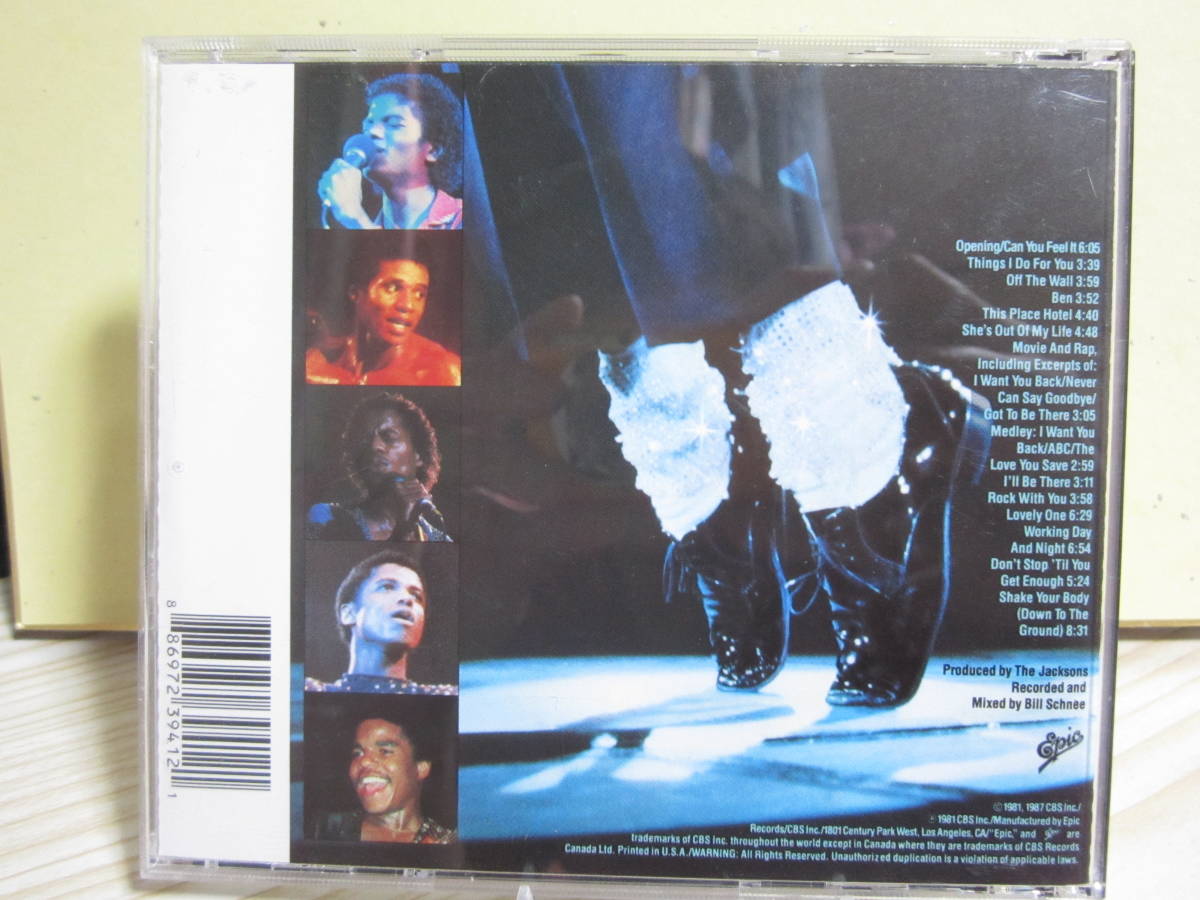 Opening/Can You Feel It 6:05
Things I Do For You 3:39
Off The Wall 3:59
Ben 3:52
This Place Hotel 4:40
She's Out Of My Life 4:48
Movie And Rap,
Including Excerpts of:
I Want You Back/Never
Can Say Goodbye/
Got To Be There 3:05
Medley: I Want You
Back/ABC/The
Love You Save 2:59
I'll Be There 3:11
Rock With You 3:58
Lovely One 6:29
Working Day
And Night 6:54
Don't Stop 'Til You
Get Enough 5:24
Shake Your Body
(Down To The
Ground) 8:31
Produced by The Jacksons
Recorded and
Mixed by Bill Schnee
Epic
© 1981, 1987 CBS Inc./
℗ 1981 CBS Inc./Manufactured by Epic
Records/CBS Inc./1801 Century Park West, Los Angeles, CA/"Epic," and Epic are
trademarks of CBS Inc. throughout the world except in Canada where they are trademarks of CBS Records
Canada Ltd. Printed in U.S.A./WARNING: All Rights Reserved. Unauthorized duplication is a violation of applicable laws.
8 86972 39412 1